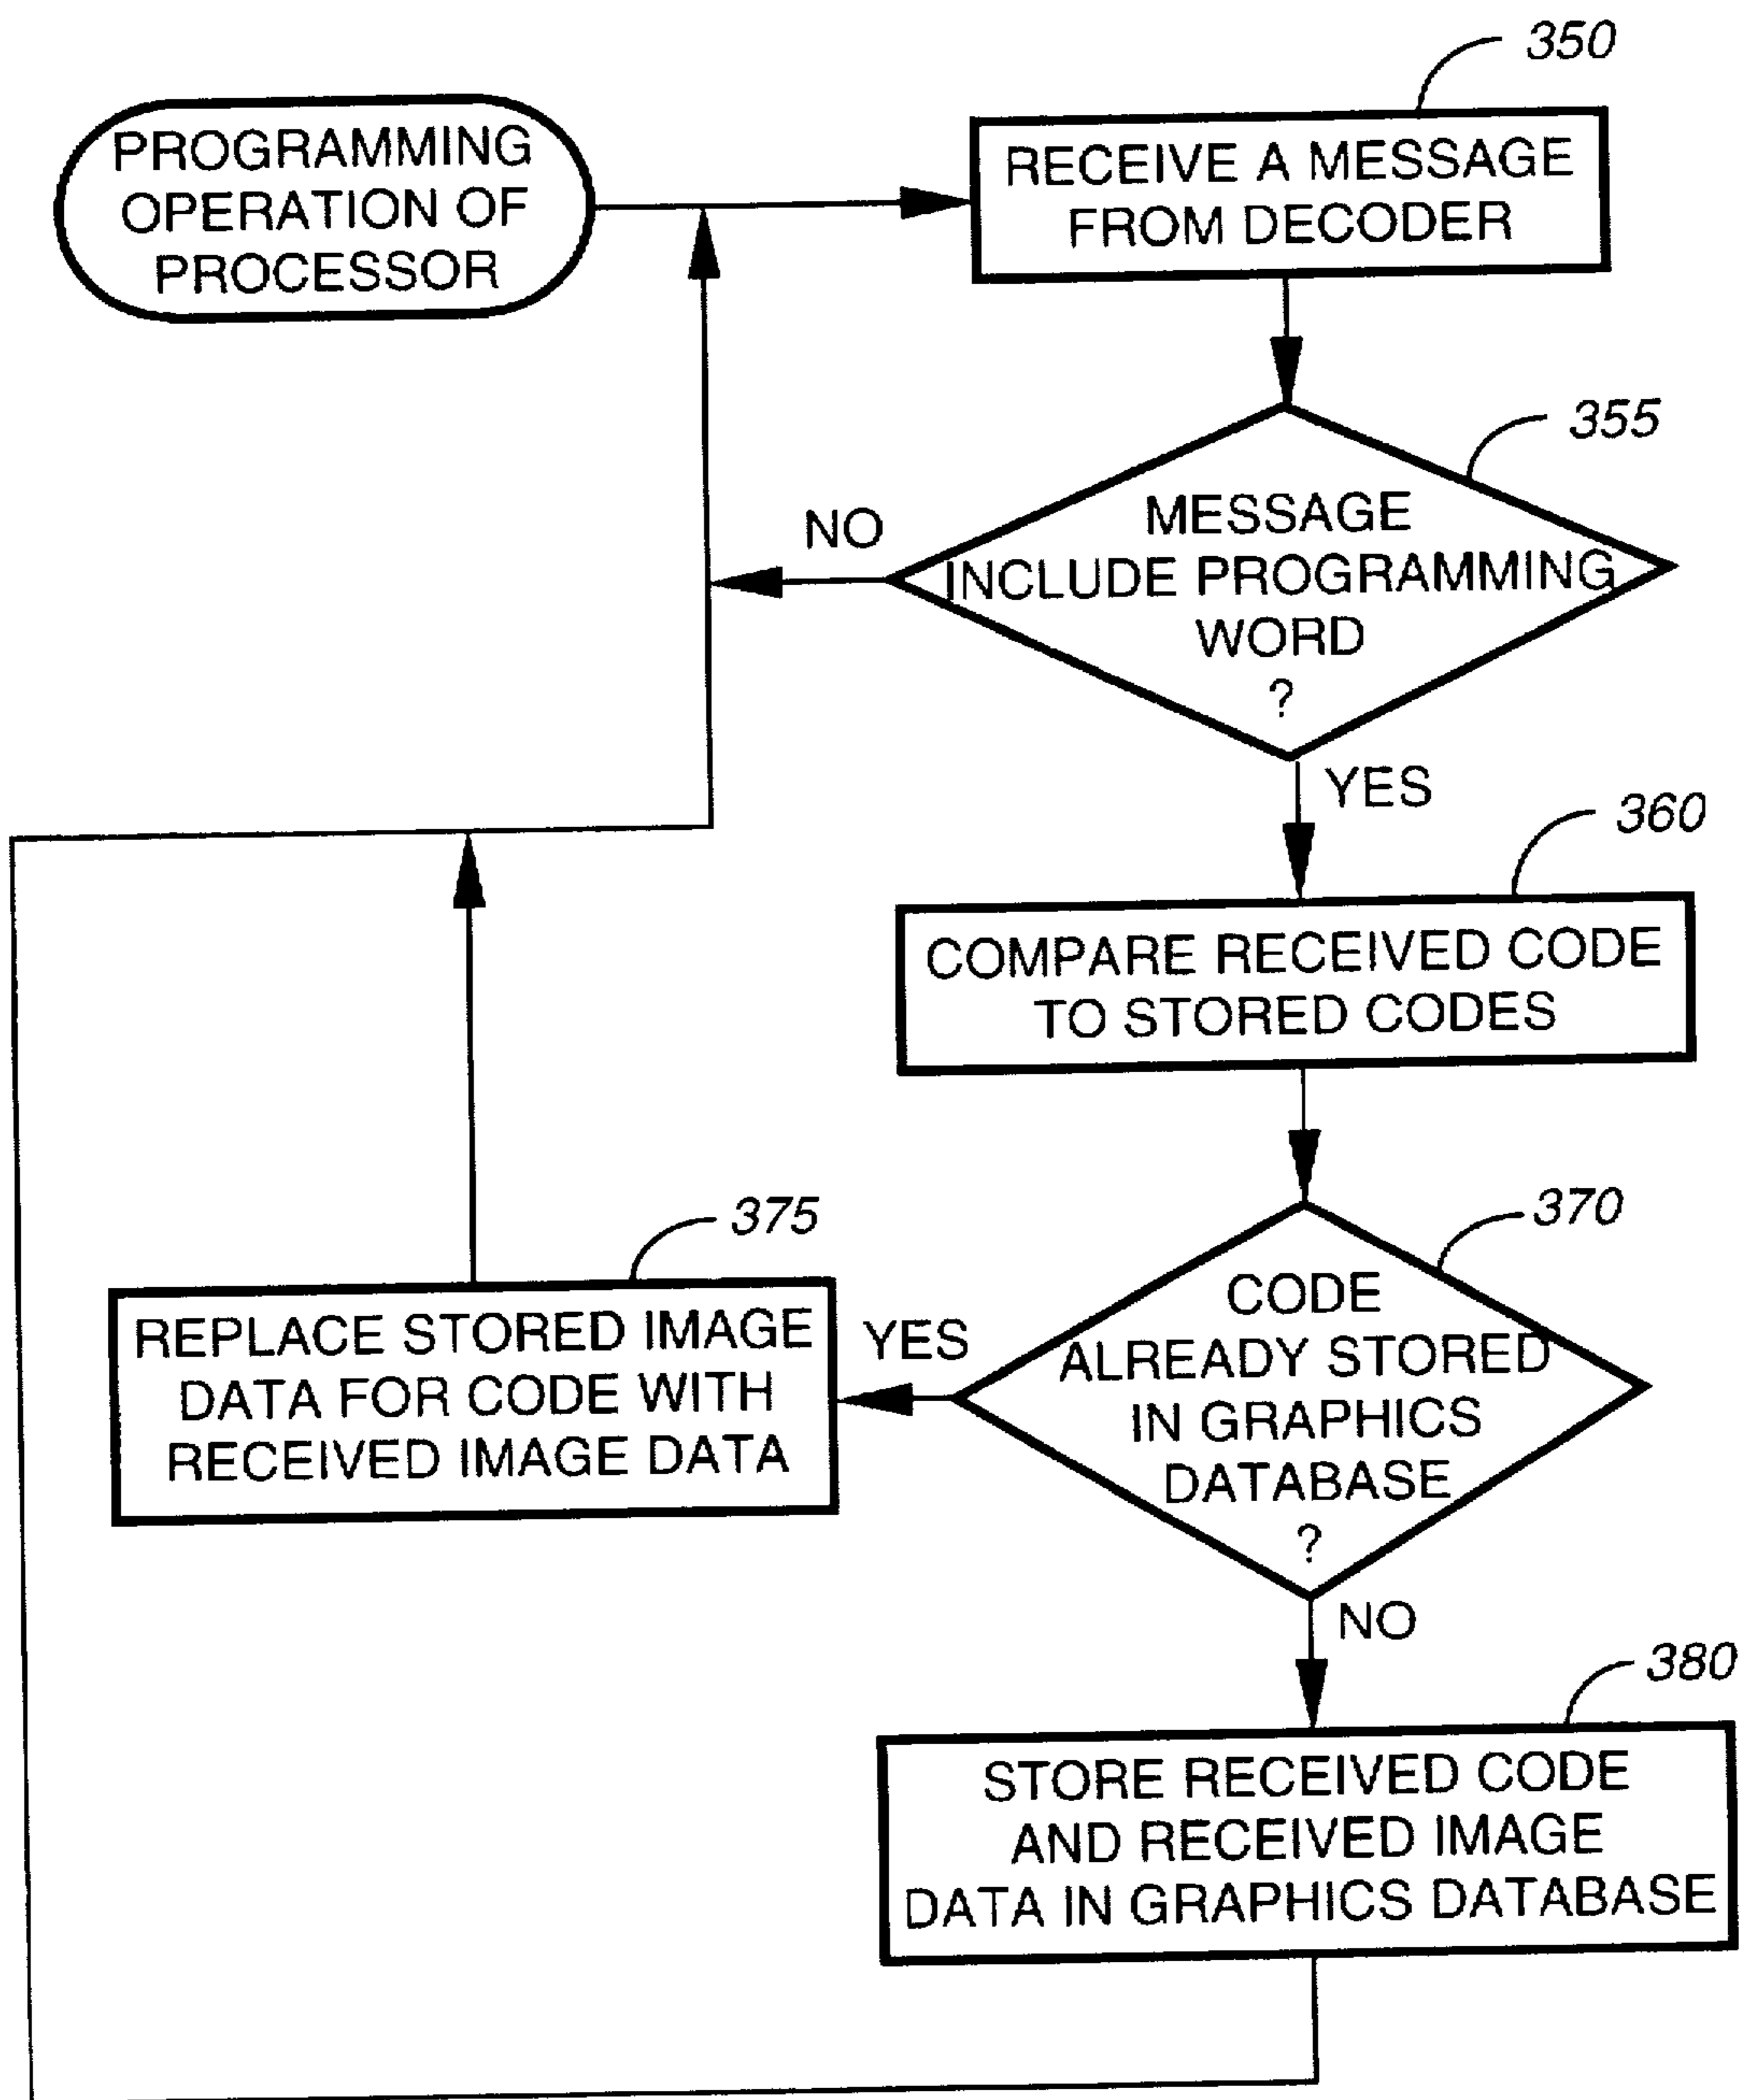 350
PROGRAMMING
OPERATION OF
PROCESSOR
RECEIVE A MESSAGE
FROM DECODER
355
MESSAGE
INCLUDE PROGRAMMING
WORD
?
NO
YES
360
COMPARE RECEIVED CODE
TO STORED CODES
370
CODE
ALREADY STORED
IN GRAPHICS
DATABASE
?
YES
375
REPLACE STORED IMAGE
DATA FOR CODE WITH
RECEIVED IMAGE DATA
NO
380
STORE RECEIVED CODE
AND RECEIVED IMAGE
DATA IN GRAPHICS DATABASE